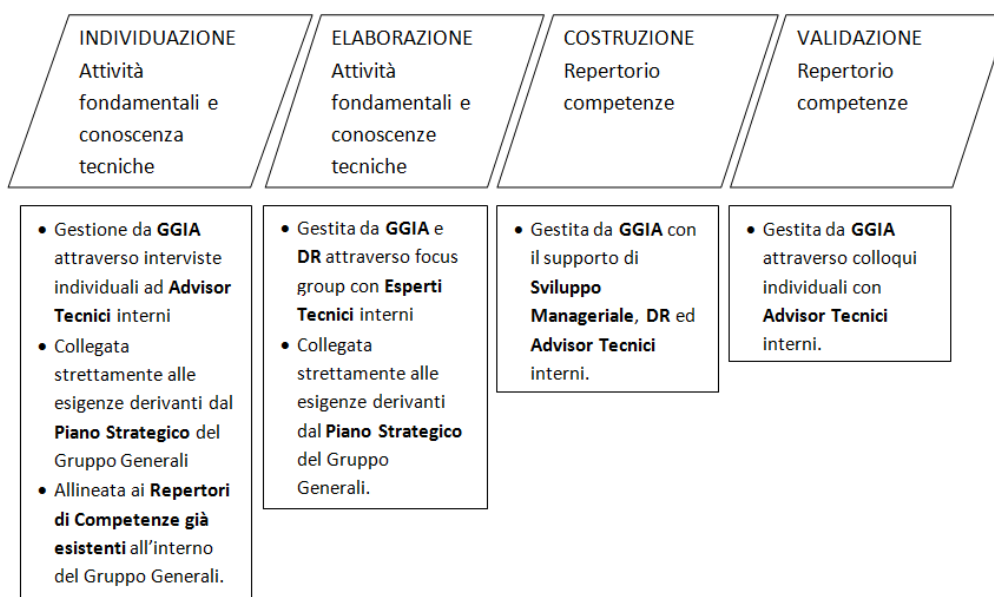 INDIVIDUAZIONE
Attività
fondamentali e
conoscenza
tecniche
ELABORAZIONE
Attività
fondamentali e
conoscenze
tecniche
COSTRUZIONE
Repertorio
competenze
VALIDAZIONE
Repertorio
competenze
• Gestione da GGIA
attraverso interviste
individuali ad Advisor
Tecnici interni
• Collegata
strettamente alle
esigenze derivanti dal
Piano Strategico del
Gruppo Generali
• Allineata ai Repertori
di Competenze già
esistenti all'interno
del Gruppo Generali.
• Gestita da GGIA e
DR attraverso focus
group con Esperti
Tecnici interni
• Collegata
strettamente alle
esigenze derivanti
dal Piano Strategico
del Gruppo
Generali.
• Gestita da GGIA con
il supporto di
Sviluppo
Manageriale, DR ed
Advisor Tecnici
interni.
• Gestita da GGIA
attraverso colloqui
individuali con
Advisor Tecnici
interni.